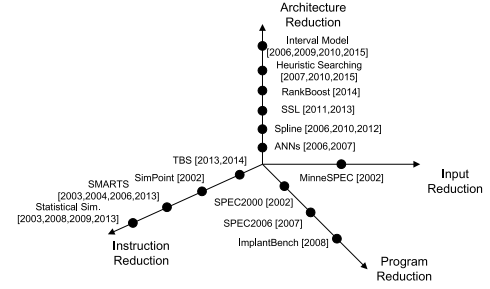 Architecture
Reduction
Interval Model
[2006,2009,2010,2015]
Heuristic Searching
[2007,2010,2015]
RankBoost [2014]
SSL [2011,2013]
Spline [2006,2010,2012]
ANNs [2006,2007]
TBS [2013,2014]
SimPoint [2002]
SMARTS
[2003,2004,2006,2013]
Statistical Sim.
[2003,2008,2009,2013]
Instruction
Reduction
MinneSPEC [2002]
Input
Reduction
SPEC2000 [2002]
SPEC2006 [2007]
ImplantBench [2008]
Program
Reduction